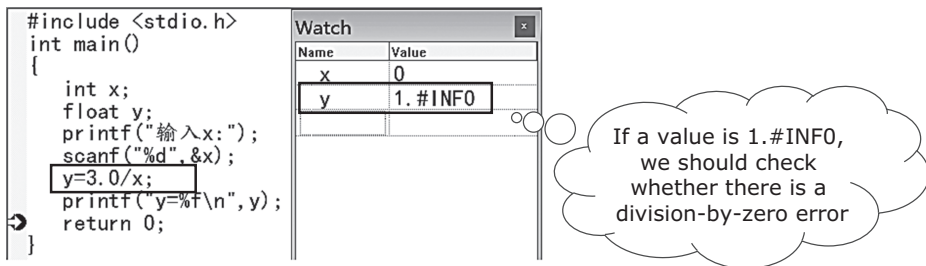 #include <stdio.h>
int main()
{
int x;
float y;
printf("输入x:");
scanf("%d",&x);
y=3.0/x;
printf("y=%f\n",y);
return 0;
}
Watch
x
Name Value
x 0
y 1.#INF0
If a value is 1.#INF0,
we should check
whether there is a
division-by-zero error